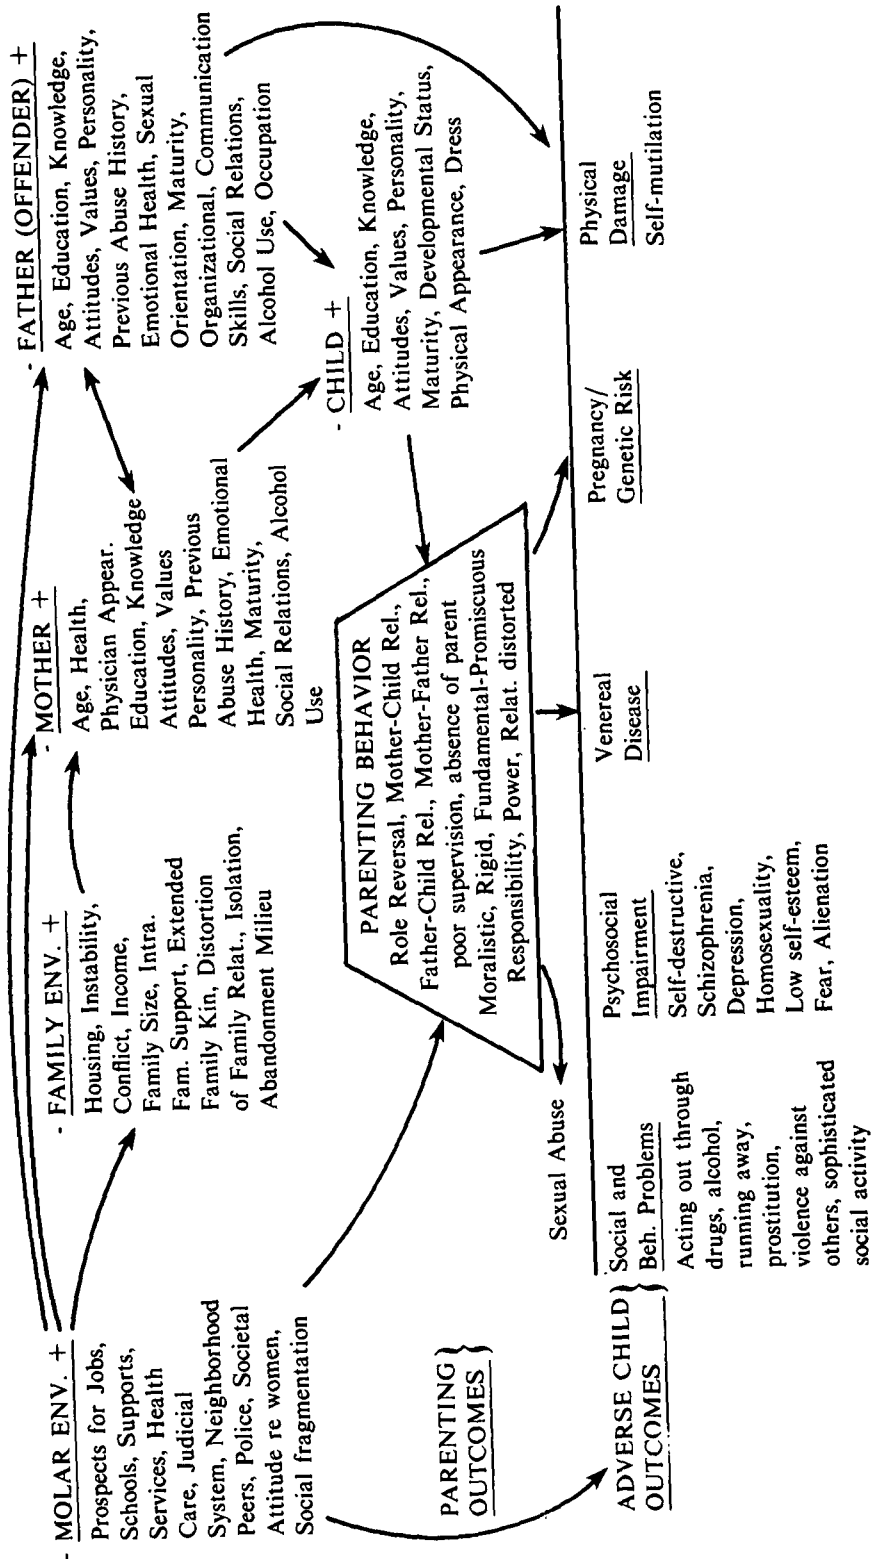 - MOLAR ENV. +
Prospects for Jobs,
Schools, Supports,
Services, Health
Care, Judicial
System, Neighborhood
Peers, Police, Societal
Attitude re women,
Social fragmentation
- FAMILY ENV. +
Housing, Instability,
Conflict, Income,
Family Size, Intra.
Fam. Support, Extended
Family Kin, Distortion
of Family Relat., Isolation,
Abandonment Milieu
- MOTHER +
Age, Health,
Physician Appear.
Education, Knowledge
Attitudes, Values
Personality, Previous
Abuse History, Emotional
Health, Maturity,
Social Relations, Alcohol
Use
- FATHER (OFFENDER) +
Age, Education, Knowledge,
Attitudes, Values, Personality,
Previous Abuse History,
Emotional Health, Sexual
Orientation, Maturity,
Organizational, Communication
Skills, Social Relations,
Alcohol Use, Occupation
- CHILD +
Age, Education, Knowledge,
Attitudes, Values, Personality,
Maturity, Developmental Status,
Physical Appearance, Dress
PARENTING BEHAVIOR
Role Reversal, Mother-Child Rel.,
Father-Child Rel., Mother-Father Rel.,
poor supervision, absence of parent
Moralistic, Rigid, Fundamental-Promiscuous
Responsibility, Power, Relat. distorted
PARENTING }
OUTCOMES
Sexual Abuse
ADVERSE CHILD }
OUTCOMES
Social and
Beh. Problems
Acting out through
drugs, alcohol,
running away,
prostitution,
violence against
others, sophisticated
social activity
Psychosocial
Impairment
Self-destructive,
Schizophrenia,
Depression,
Homosexuality,
Low self-esteem,
Fear, Alienation
Venereal
Disease
Pregnancy/
Genetic Risk
Physical
Damage
Self-mutilation